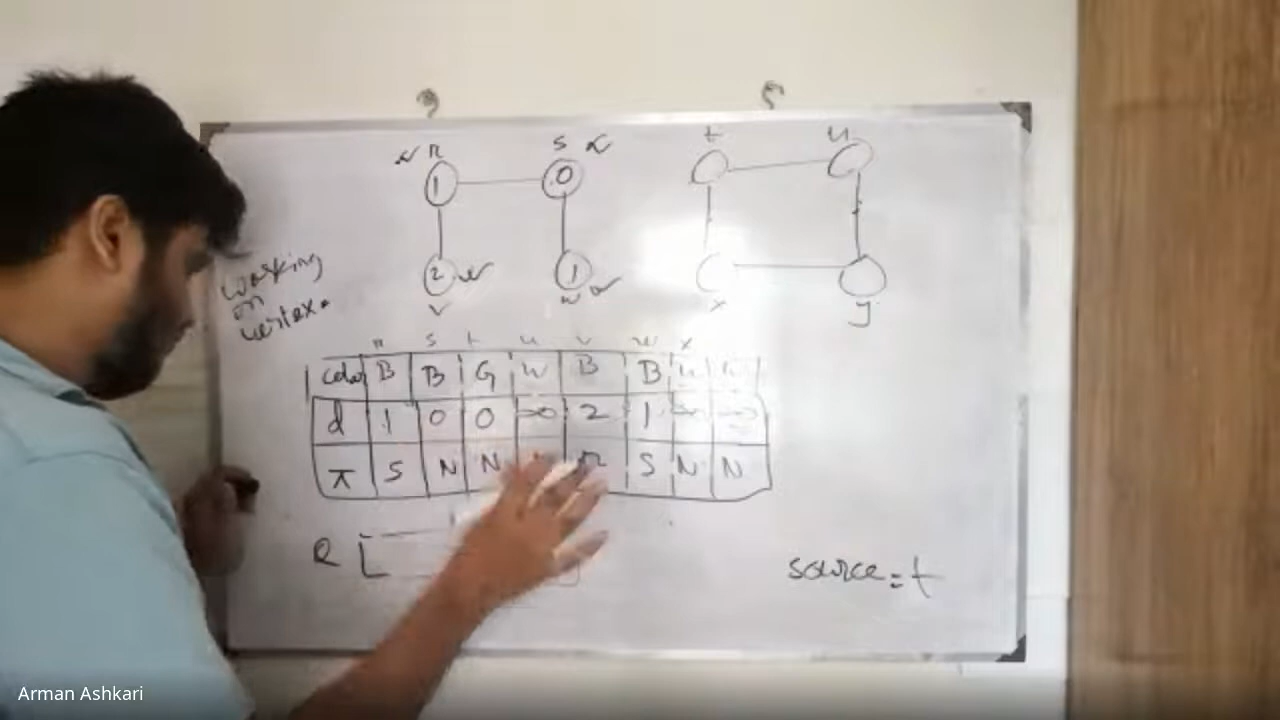 r s t u
1 0
2 1
v w x y
working
on
vertex.
r s t u v w x
color B B G W B B W W
d 1 0 0 ∞ 2 1 ∞ ∞
π S N N r S N N
Q
source = t
Arman Ashkari